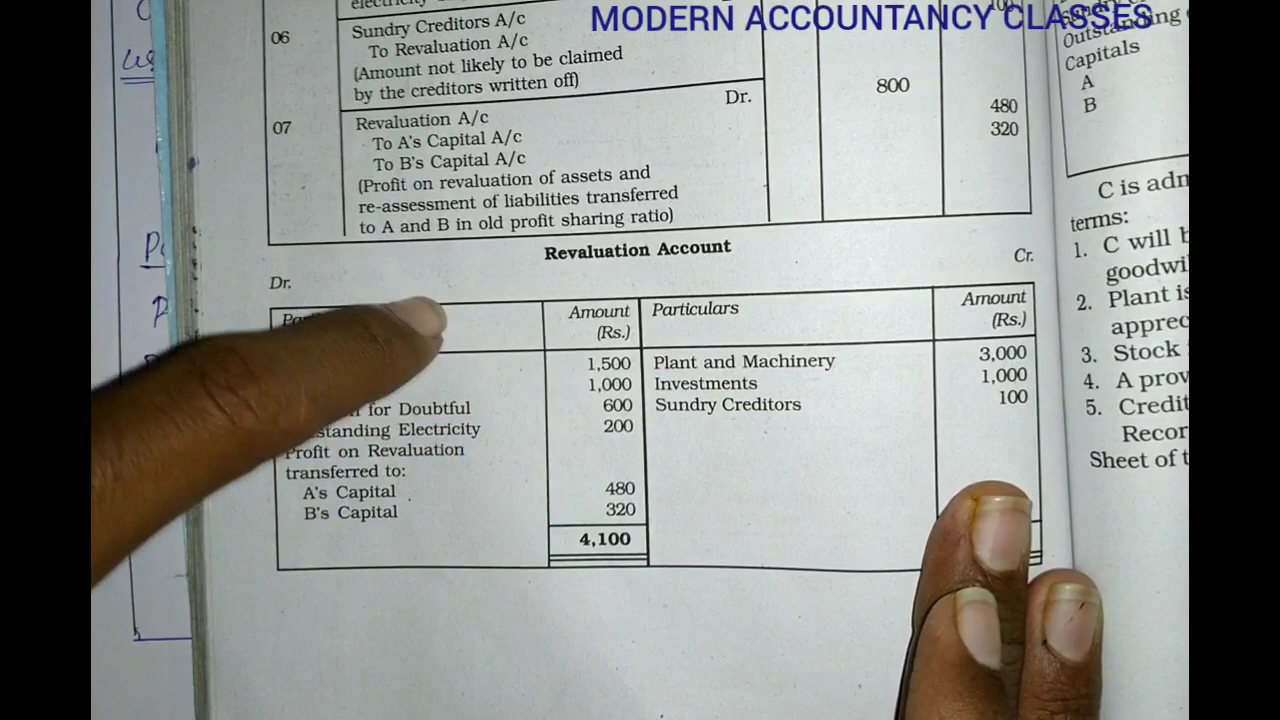 MODERN ACCOUNTANCY CLASSES
06
Sundry Creditors A/c
To Revaluation A/c
(Amount not likely to be claimed
by the creditors written off)
07
Revaluation A/c Dr. 800
To A's Capital A/c 480
To B's Capital A/c 320
(Profit on revaluation of assets and
re-assessment of liabilities transferred
to A and B in old profit sharing ratio)
Revaluation Account
Dr. Cr.
Amount Particulars Amount
(Rs.) (Rs.)
1,500 Plant and Machinery 3,000
1,000 Investments 1,000
for Doubtful 600 Sundry Creditors 100
standing Electricity 200
Profit on Revaluation
transferred to:
A's Capital 480
B's Capital 320
4,100
Outstanding
Capitals
A
B
C is adm
terms:
1. C will b
goodwi
2. Plant is
apprec
3. Stock
4. A prov
5. Credit
Recor
Sheet of t